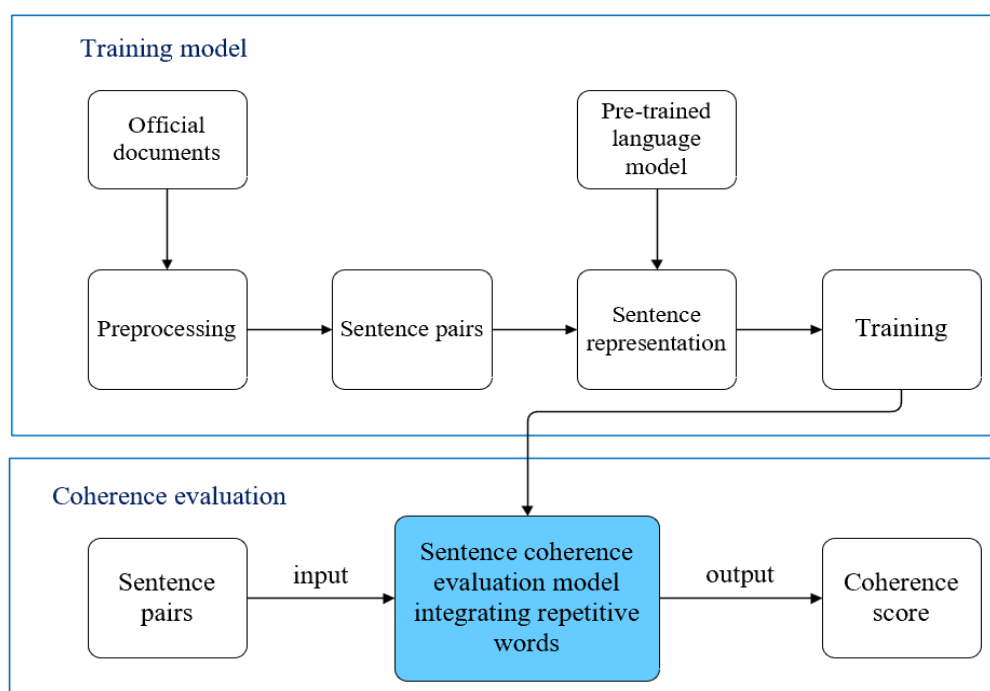 Training model
Official
documents
Pre-trained
language
model
Preprocessing
Sentence pairs
Sentence
representation
Training
Coherence evaluation
Sentence
pairs
input
Sentence coherence
evaluation model
integrating repetitive
words
output
Coherence
score